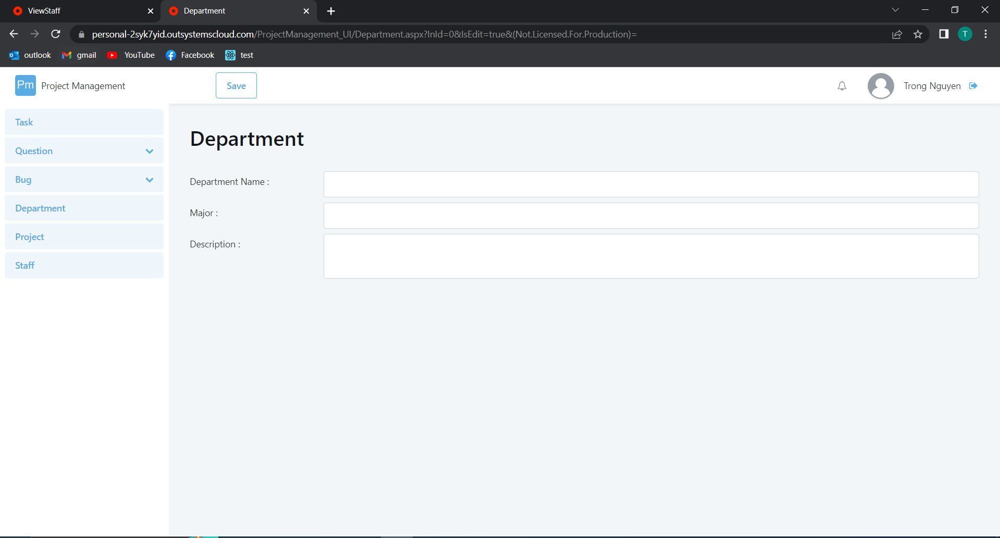 ViewStaff
Department
personal-2syk7yid.outsystemscloud.com/ProjectManagement_UI/Department.aspx?InId=0&IsEdit=true&(Not.Licensed.For.Production)=
T
outlook gmail YouTube Facebook test
Pm Project Management
Save
Trong Nguyen
Task
Question
Bug
Department
Project
Staff
Department
Department Name :
Major :
Description :